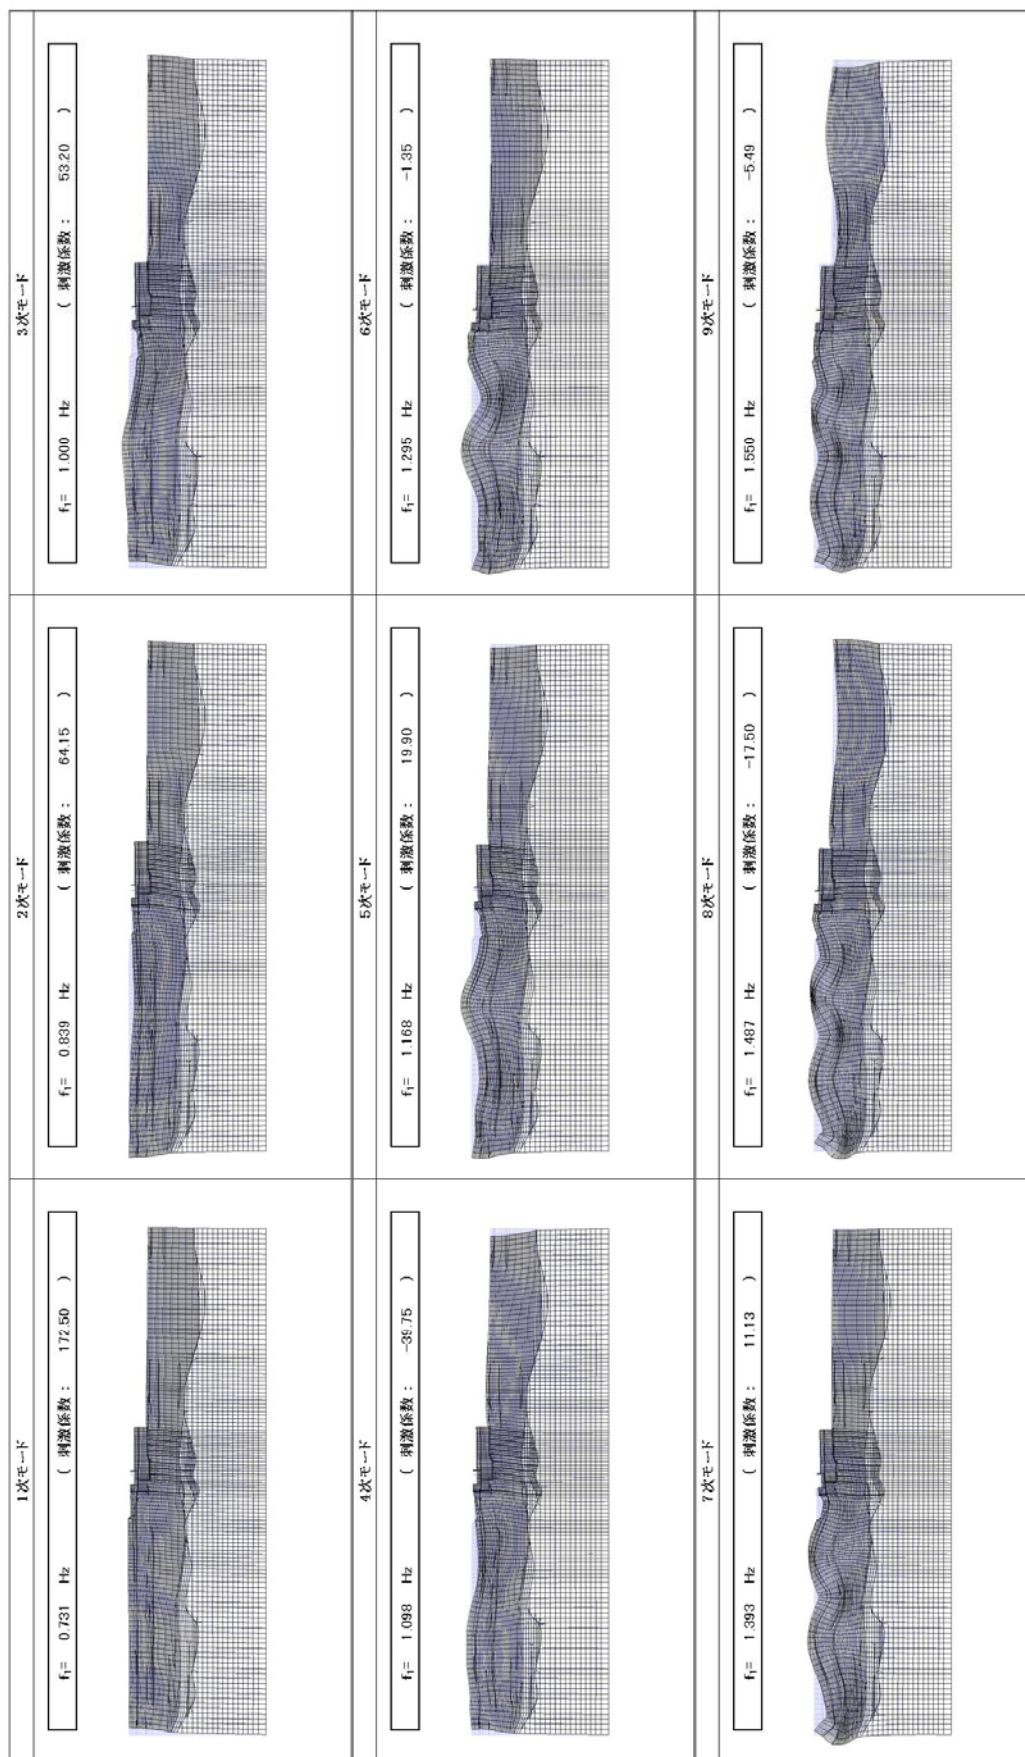 1次モード
f₁= 0.731 Hz ( 刺激係数: 172.50 )
2次モード
f₁= 0.839 Hz ( 刺激係数: 64.15 )
3次モード
f₁= 1.000 Hz ( 刺激係数: 53.20 )
4次モード
f₁= 1.098 Hz ( 刺激係数: -39.75 )
5次モード
f₁= 1.168 Hz ( 刺激係数: 19.90 )
6次モード
f₁= 1.295 Hz ( 刺激係数: -1.35 )
7次モード
f₁= 1.393 Hz ( 刺激係数: 11.13 )
8次モード
f₁= 1.487 Hz ( 刺激係数: -17.50 )
9次モード
f₁= 1.550 Hz ( 刺激係数: -5.49 )